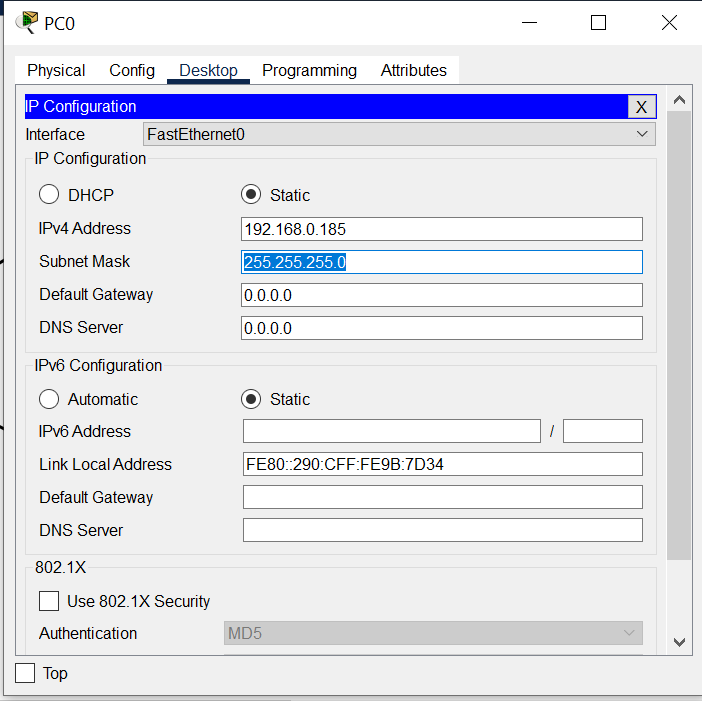 PC0
Physical Config Desktop Programming Attributes
IP Configuration X
Interface FastEthernet0
IP Configuration
DHCP Static
IPv4 Address 192.168.0.185
Subnet Mask 255.255.255.0
Default Gateway 0.0.0.0
DNS Server 0.0.0.0
IPv6 Configuration
Automatic Static
IPv6 Address /
Link Local Address FE80::290:CFF:FE9B:7D34
Default Gateway
DNS Server
802.1X
Use 802.1X Security
Authentication MD5
Top